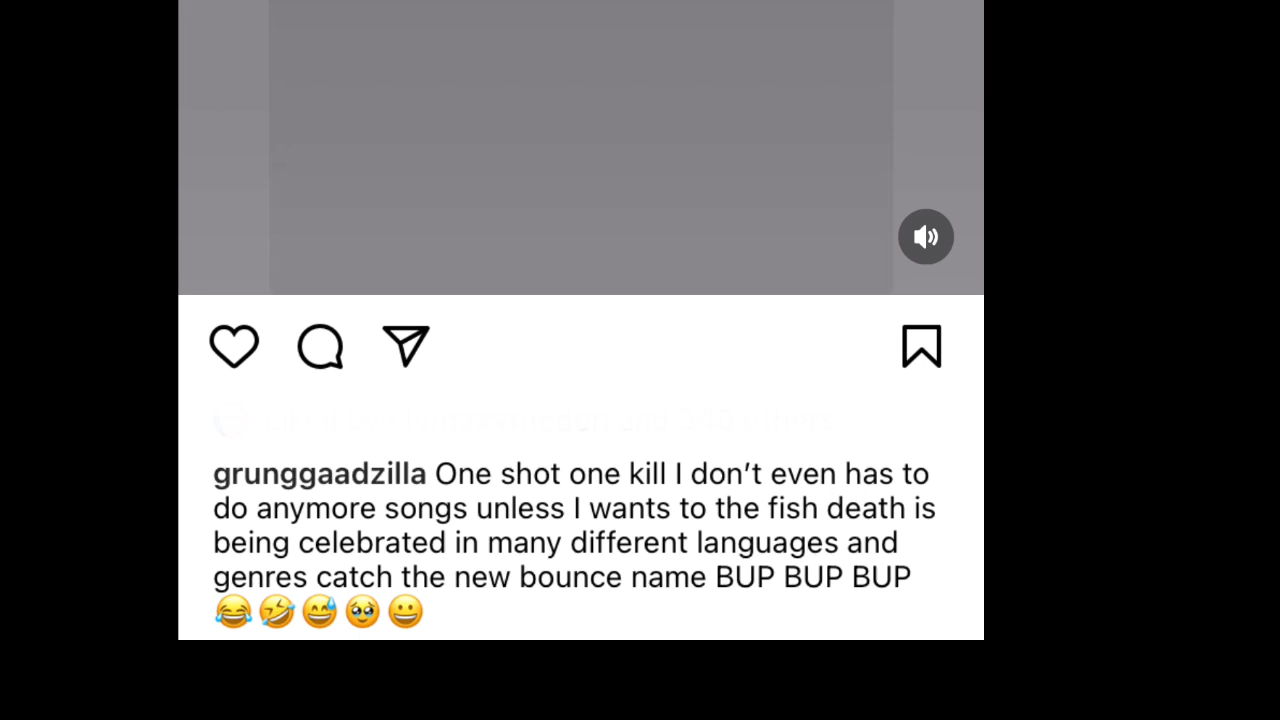 grunggaadzilla One shot one kill I don’t even has to
do anymore songs unless I wants to the fish death is
being celebrated in many different languages and
genres catch the new bounce name BUP BUP BUP
😂🤣😅🥹😀